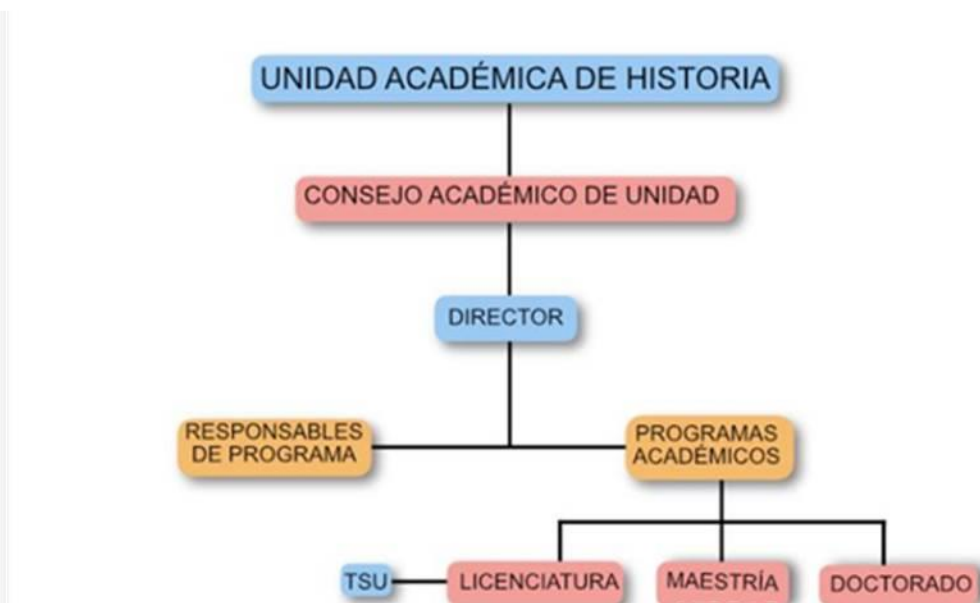 UNIDAD ACADÉMICA DE HISTORIA
CONSEJO ACADÉMICO DE UNIDAD
DIRECTOR
RESPONSABLES
DE PROGRAMA
PROGRAMAS
ACADÉMICOS
TSU
LICENCIATURA
MAESTRÍA
DOCTORADO